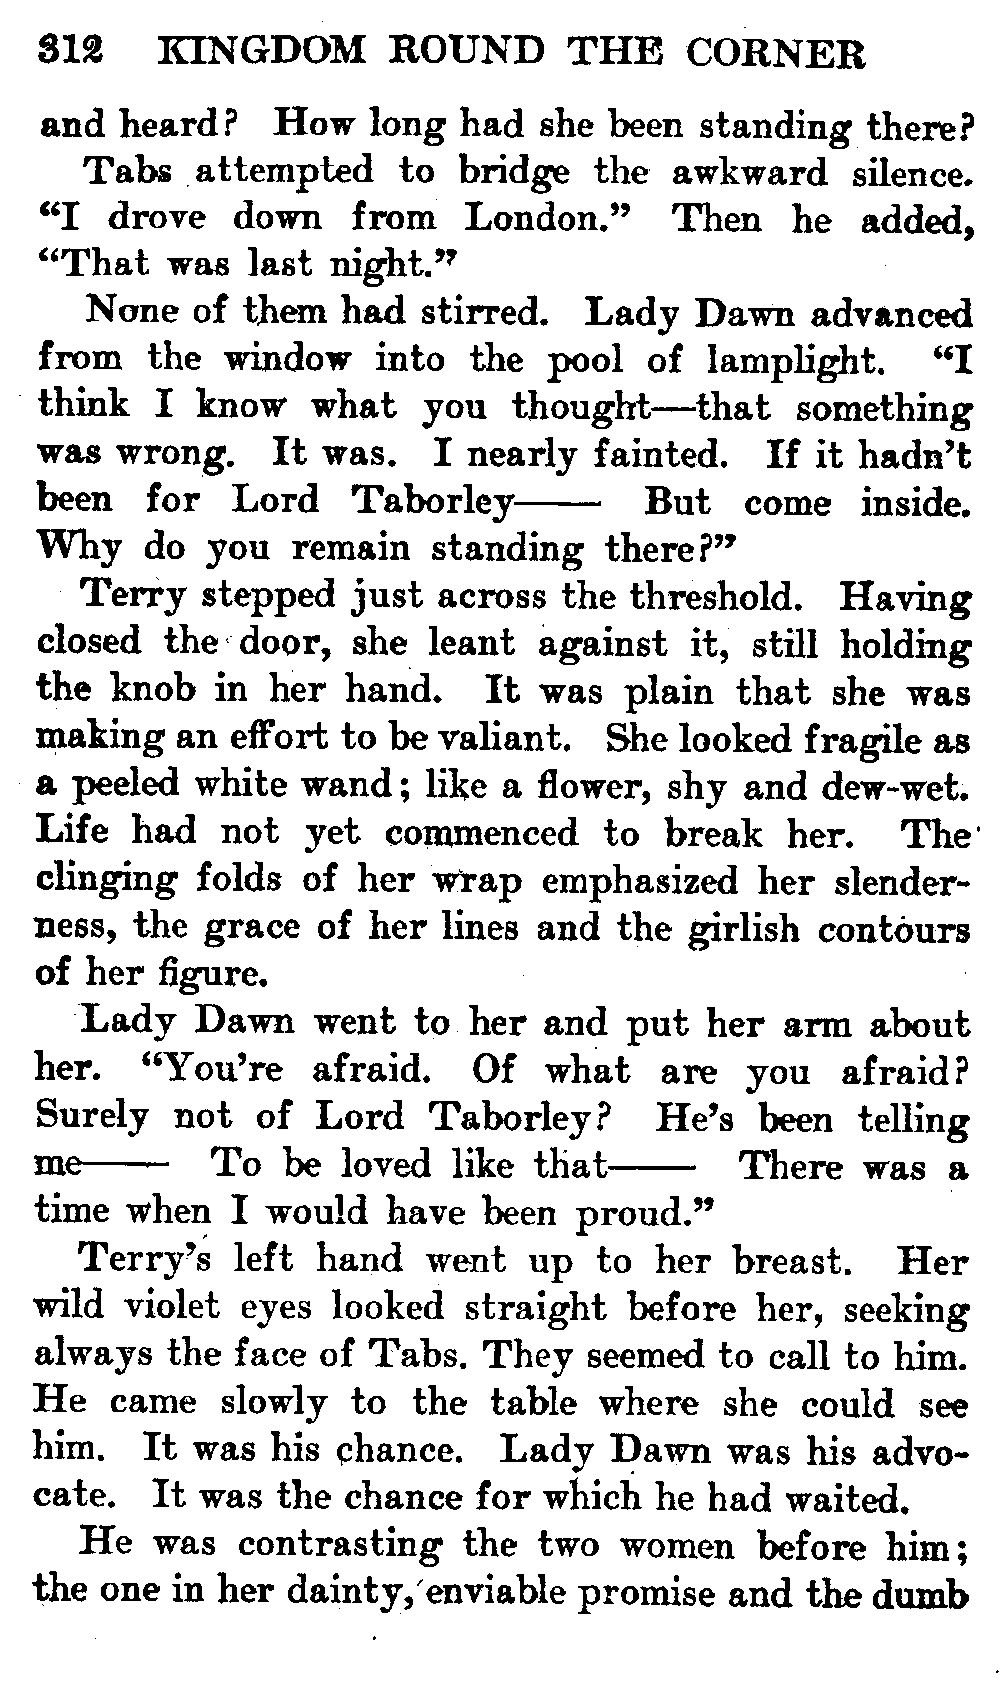 312 KINGDOM ROUND THE CORNER
and heard? How long had she been standing there?
Tabs attempted to bridge the awkward silence.
“I drove down from London.” Then he added,
“That was last night.”
None of them had stirred. Lady Dawn advanced
from the window into the pool of lamplight. “I
think I know what you thought—that something
was wrong. It was. I nearly fainted. If it hadn’t
been for Lord Taborley—— But come inside.
Why do you remain standing there?”
Terry stepped just across the threshold. Having
closed the door, she leant against it, still holding
the knob in her hand. It was plain that she was
making an effort to be valiant. She looked fragile as
a peeled white wand; like a flower, shy and dew-wet.
Life had not yet commenced to break her. The
clinging folds of her wrap emphasized her slender-
ness, the grace of her lines and the girlish contours
of her figure.
Lady Dawn went to her and put her arm about
her. “You’re afraid. Of what are you afraid?
Surely not of Lord Taborley? He’s been telling
me—— To be loved like that—— There was a
time when I would have been proud.”
Terry’s left hand went up to her breast. Her
wild violet eyes looked straight before her, seeking
always the face of Tabs. They seemed to call to him.
He came slowly to the table where she could see
him. It was his chance. Lady Dawn was his advo-
cate. It was the chance for which he had waited.
He was contrasting the two women before him;
the one in her dainty, enviable promise and the dumb